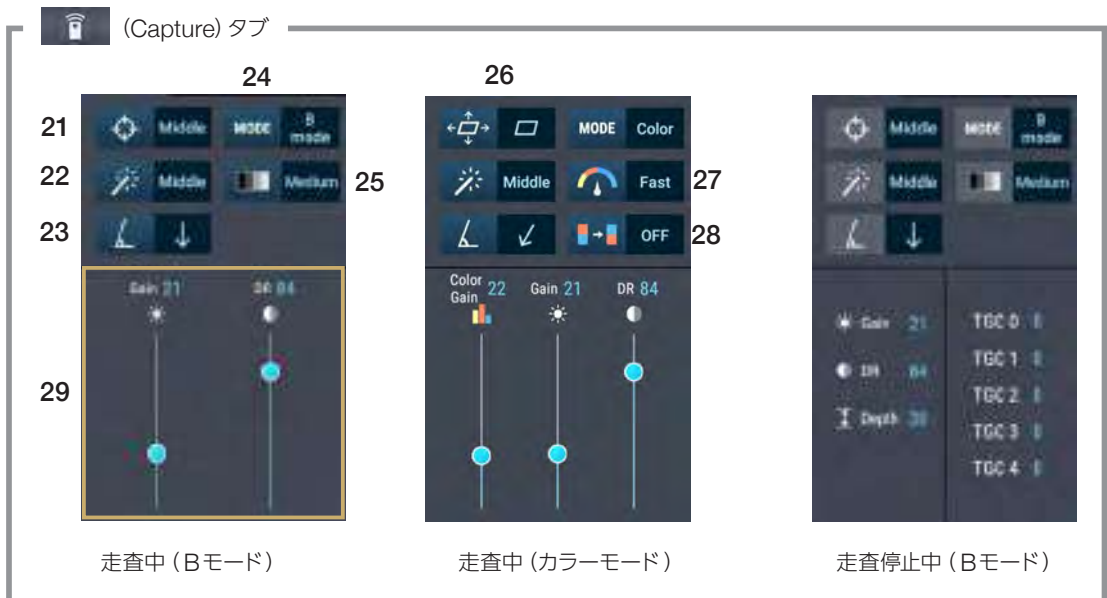 (Capture) タブ
24
26
21
Middle
MODE
B
mode
22
Middle
Medium
25
23
Gain 21
DR 84
29
MODE
Color
Middle
Fast
27
OFF
28
Color
Gain 22
Gain 21
DR 84
Middle
MODE
B
mode
Middle
Medium
Gain 21
DR 84
Depth
TGC 0
TGC 1
TGC 2
TGC 3
TGC 4
走査中 (Bモード)
走査中 (カラーモード)
走査停止中 (Bモード)